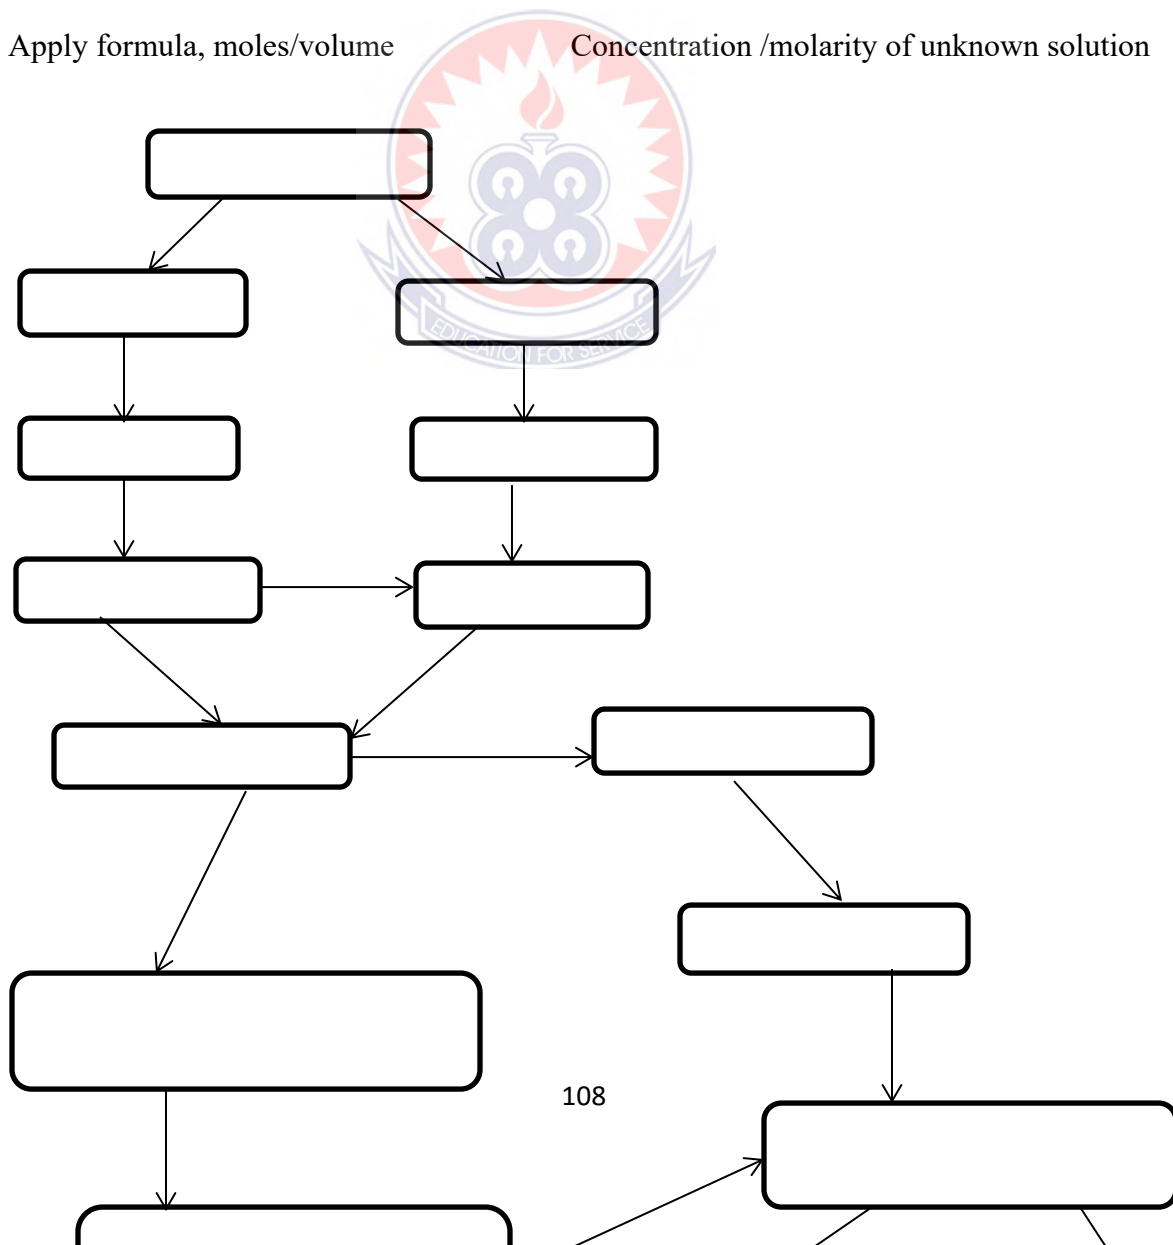 Apply formula, moles/volume Concentration /molarity of unknown solution
EDUCATION FOR SERVICE
108